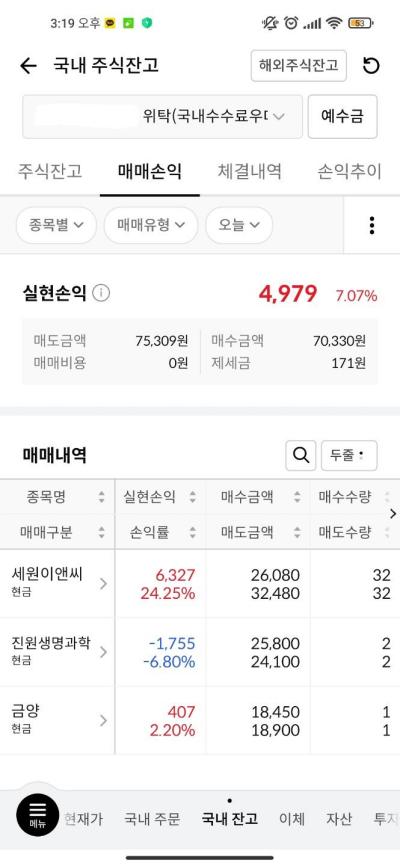 3:19 오후
53
국내 주식잔고
해외주식잔고
위탁(국내수수료우대
예수금
주식잔고 매매손익 체결내역 손익추이
종목별 매매유형 오늘
실현손익 4,979 7.07%
매도금액 75,309원 매수금액 70,330원
매매비용 0원 제세금 171원
매매내역 두줄
종목명 실현손익 매수금액 매수수량
매매구분 손익률 매도금액 매도수량
세원이앤씨 6,327 26,080 32
현금 24.25% 32,480 32
진원생명과학 -1,755 25,800 2
현금 -6.80% 24,100 2
금양 407 18,450 1
현금 2.20% 18,900 1
메뉴 현재가 국내 주문 국내 잔고 이체 자산 투자